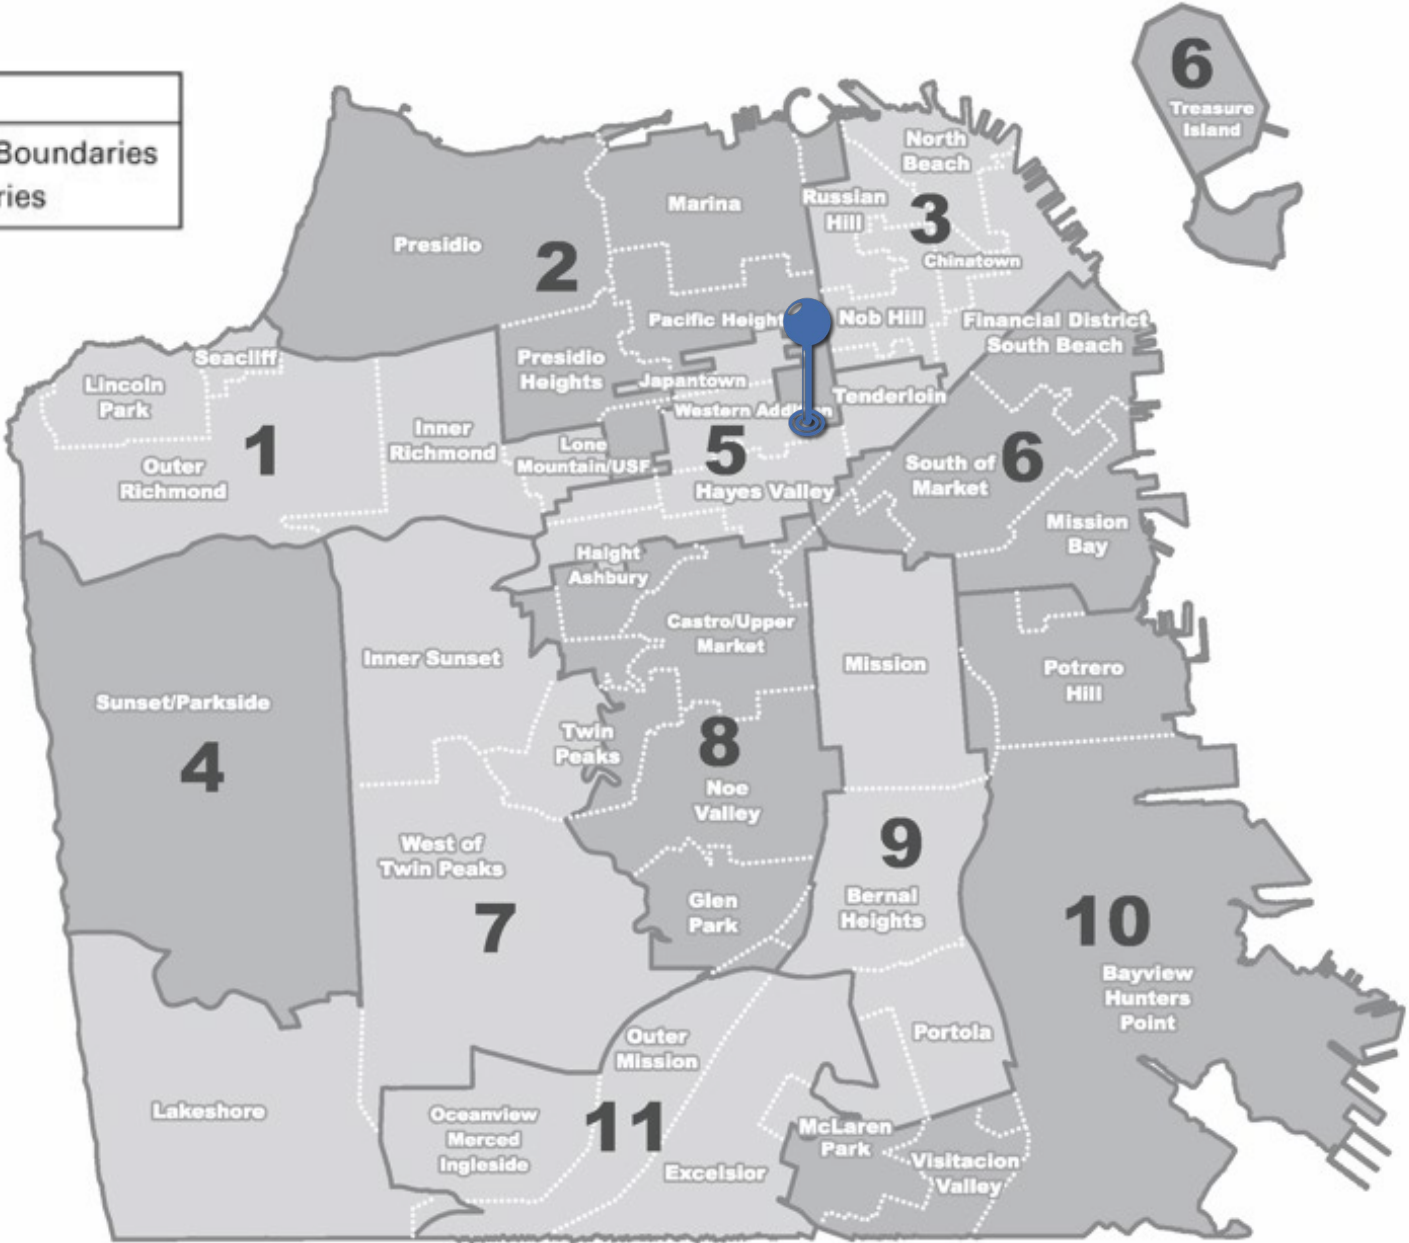 Boundaries
ries
6
Treasure
Island
North
Beach
Marina
Russian
Hill
3
Presidio
2
Chinatown
Pacific Height
Nob Hill
Financial District
South Beach
Seacliff
Presidio
Heights
Lincoln
Park
Japantown
Tenderloin
Western Addi
n
1
Inner
Richmond
Lone
Mountain/USF
5
6
Outer
Richmond
South of
Market
Hayes Valley
Mission
Bay
Haight
Ashbury
Castro/Upper
Market
Inner Sunset
Mission
Potrero
Hill
Sunset/Parkside
4
Twin
Peaks
8
Noe
Valley
West of
Twin Peaks
9
7
Glen
Park
Bernal
Heights
10
Bayview
Hunters
Point
Outer
Mission
Portola
Lakeshore
Oceanview
Merced
Ingleside
11
McLaren
Park
Excelsior
Visitacion
Valley